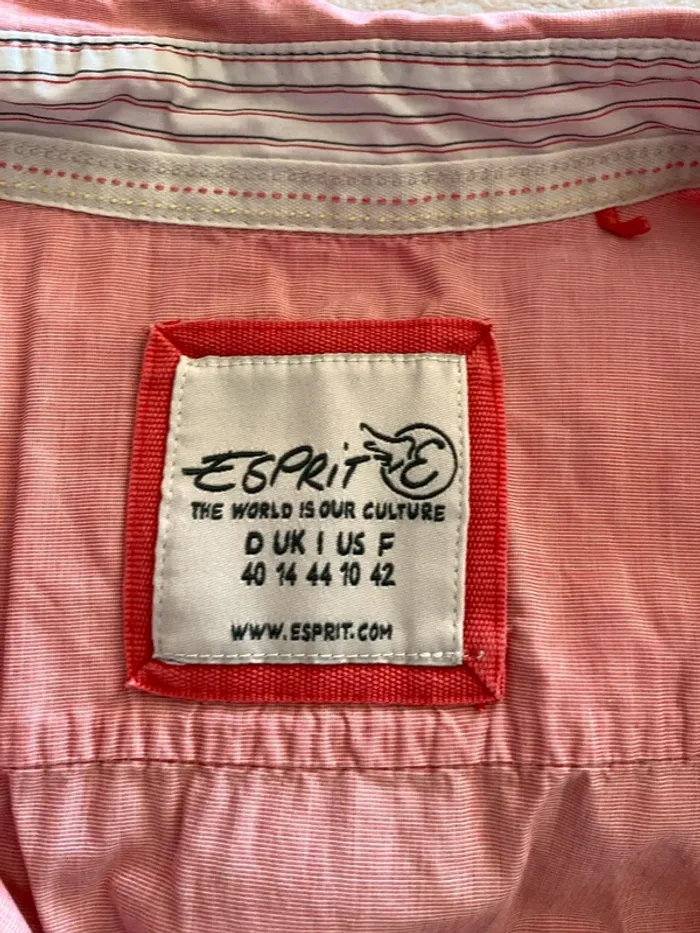 ESPRIT E
THE WORLD IS OUR CULTURE
D UK I US F
40 14 44 10 42
WWW.ESPRIT.COM